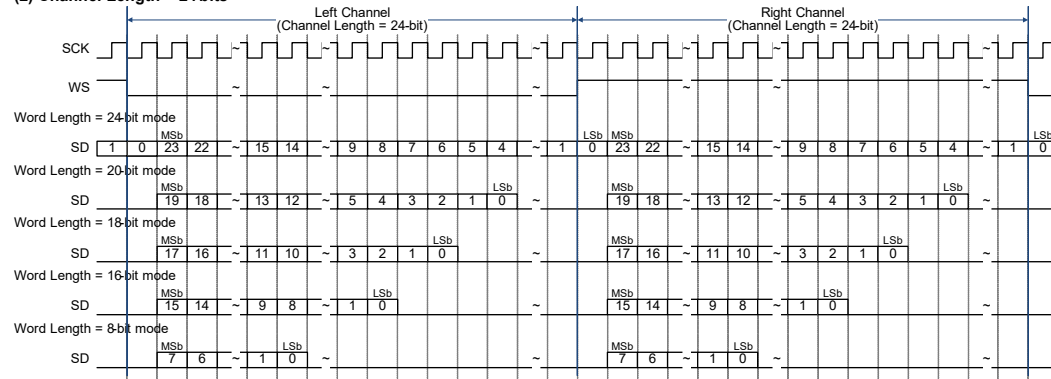 Left Channel Right Channel
(Channel Length = 24-bit) (Channel Length = 24-bit)
SCK ~ ~ ~ ~
WS ~ ~ ~ ~
Word Length = 24-bit mode
MSb LSb MSb LSb
SD 1 0 23 22 ~ 15 14 ~ 9 8 7 6 5 4 ~ 1 0 23 22 ~ 15 14 ~ 9 8 7 6 5 4 ~ 1 0
Word Length = 20-bit mode
MSb LSb MSb LSb
SD 19 18 ~ 13 12 ~ 5 4 3 2 1 0 ~ 19 18 ~ 13 12 ~ 5 4 3 2 1 0 ~
Word Length = 18-bit mode
MSb LSb MSb LSb
SD 17 16 ~ 11 10 ~ 3 2 1 0 ~ 17 16 ~ 11 10 ~ 3 2 1 0 ~
Word Length = 16-bit mode
MSb LSb MSb LSb
SD 15 14 ~ 9 8 ~ 1 0 ~ 15 14 ~ 9 8 ~ 1 0 ~
Word Length = 8-bit mode
MSb LSb MSb LSb
SD 7 6 ~ 1 0 ~ 7 6 ~ 1 0 ~